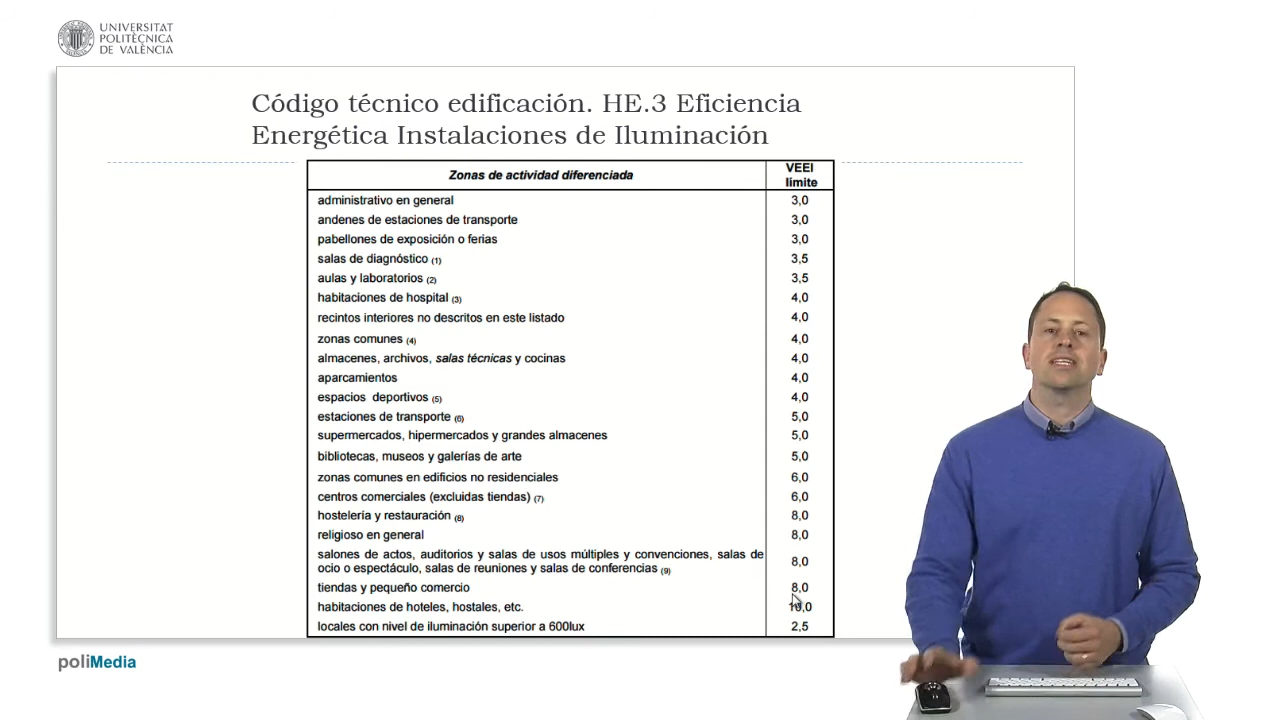 UNIVERSITAT
POLITÈCNICA
DE VALÈNCIA
Código técnico edificación. HE.3 Eficiencia
Energética Instalaciones de Iluminación
Zonas de actividad diferenciada VEEI límite
administrativo en general 3,0
andenes de estaciones de transporte 3,0
pabellones de exposición o ferias 3,0
salas de diagnóstico (1) 3,5
aulas y laboratorios (2) 3,5
habitaciones de hospital (3) 4,0
recintos interiores no descritos en este listado 4,0
zonas comunes (4) 4,0
almacenes, archivos, salas técnicas y cocinas 4,0
aparcamientos 4,0
espacios deportivos (5) 4,0
estaciones de transporte (6) 5,0
supermercados, hipermercados y grandes almacenes 5,0
bibliotecas, museos y galerías de arte 5,0
zonas comunes en edificios no residenciales 6,0
centros comerciales (excluidas tiendas) (7) 6,0
hostelería y restauración (8) 8,0
religioso en general 8,0
salones de actos, auditorios y salas de usos múltiples y convenciones, salas de
ocio o espectáculo, salas de reuniones y salas de conferencias (9) 8,0
tiendas y pequeño comercio 8,0
habitaciones de hoteles, hostales, etc. 10,0
locales con nivel de iluminación superior a 600lux 2,5
poliMedia